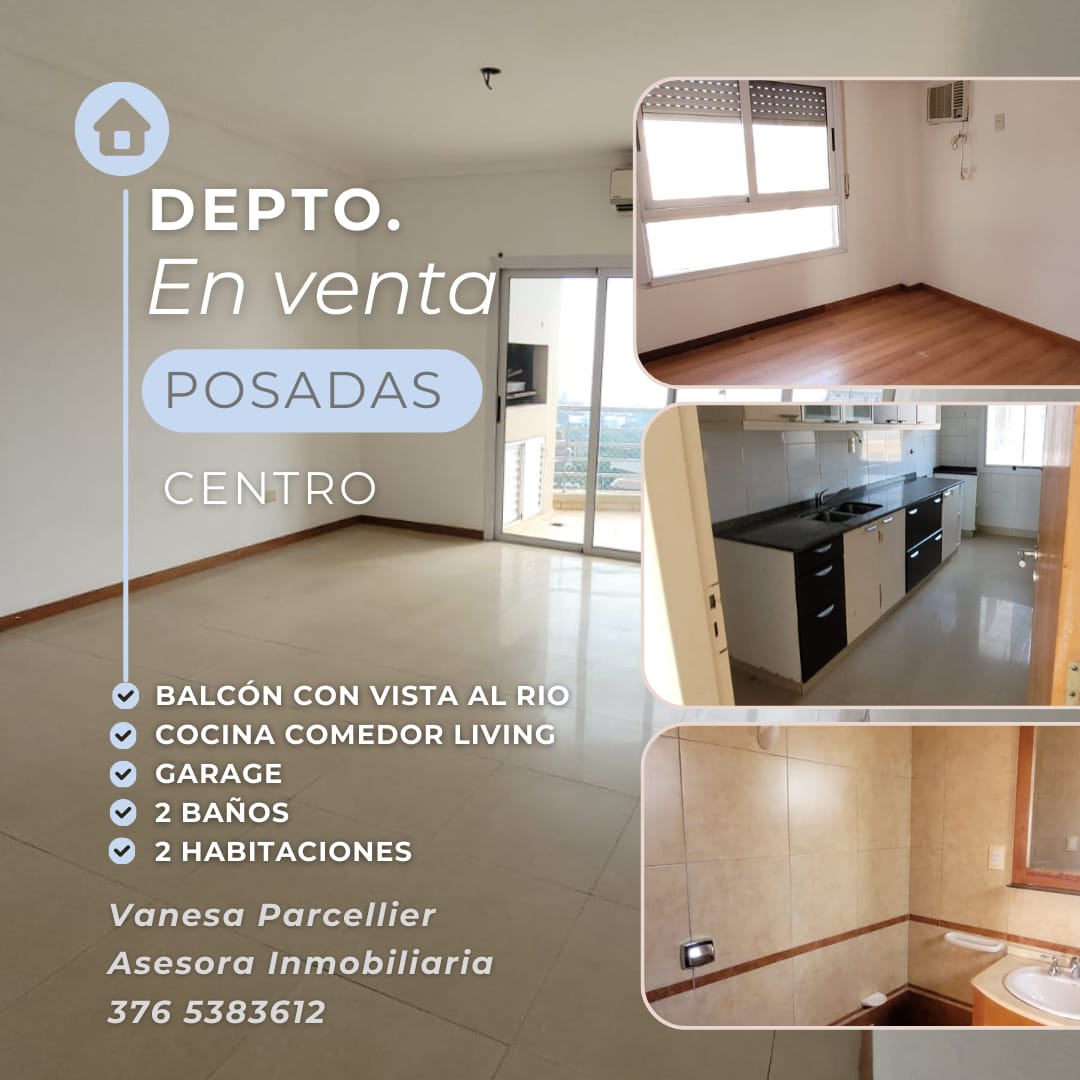 DEPTO.
En venta
POSADAS
CENTRO
BALCÓN CON VISTA AL RIO
COCINA COMEDOR LIVING
GARAGE
2 BAÑOS
2 HABITACIONES
Vanesa Parcellier
Asesora Inmobiliaria
376 5383612